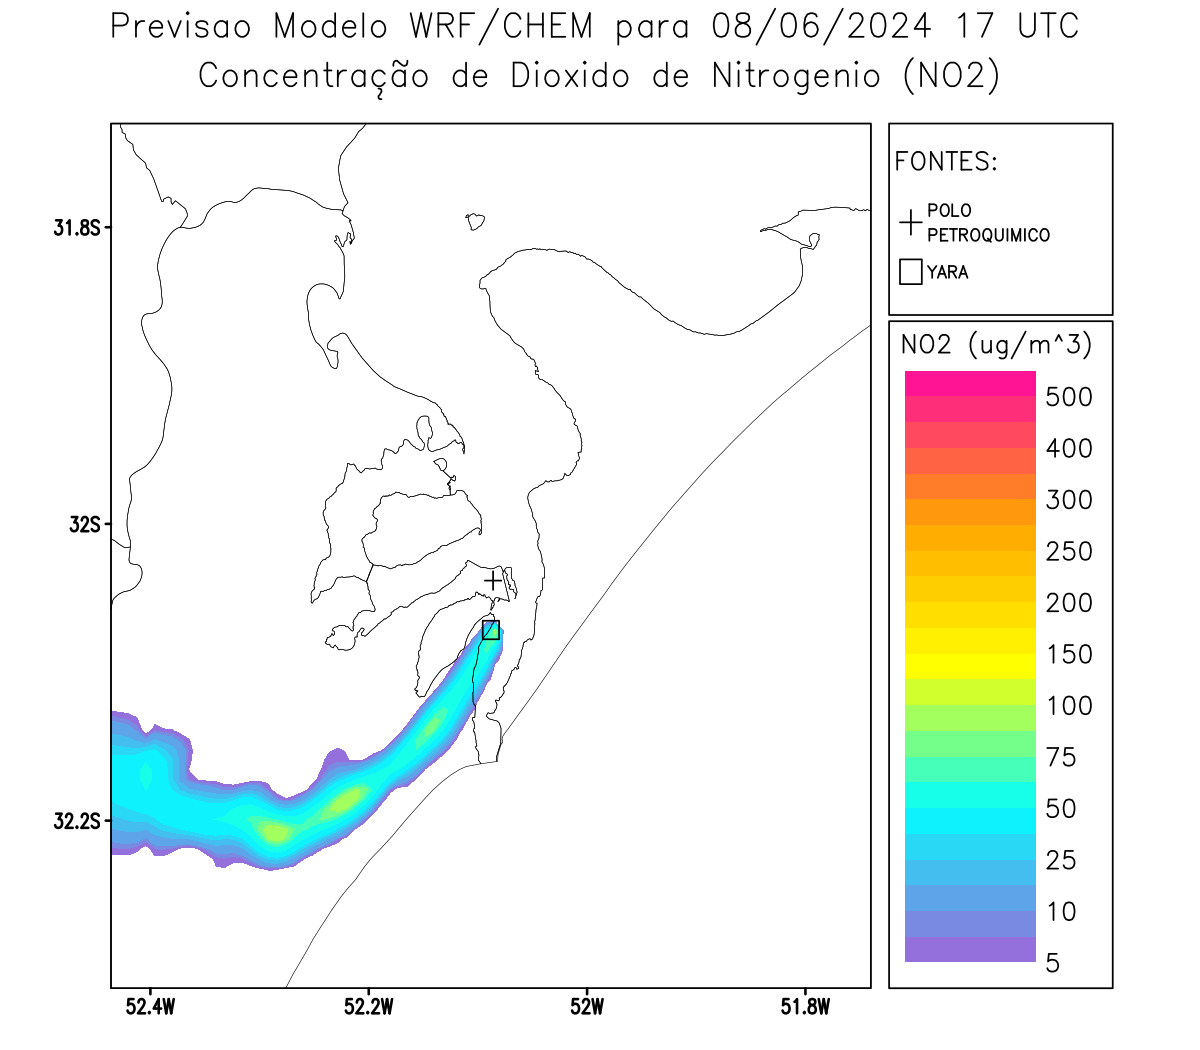 Previsao Modelo WRF/CHEM para 08/06/2024 17 UTC
Concentração de Dioxido de Nitrogenio (NO2)
FONTES:
POLO
PETROQUIMICO
YARA
NO2 (ug/m^3)
500
400
300
250
200
150
100
75
50
25
10
5
31.8S
32S
32.2S
52.4W 52.2W 52W 51.8W